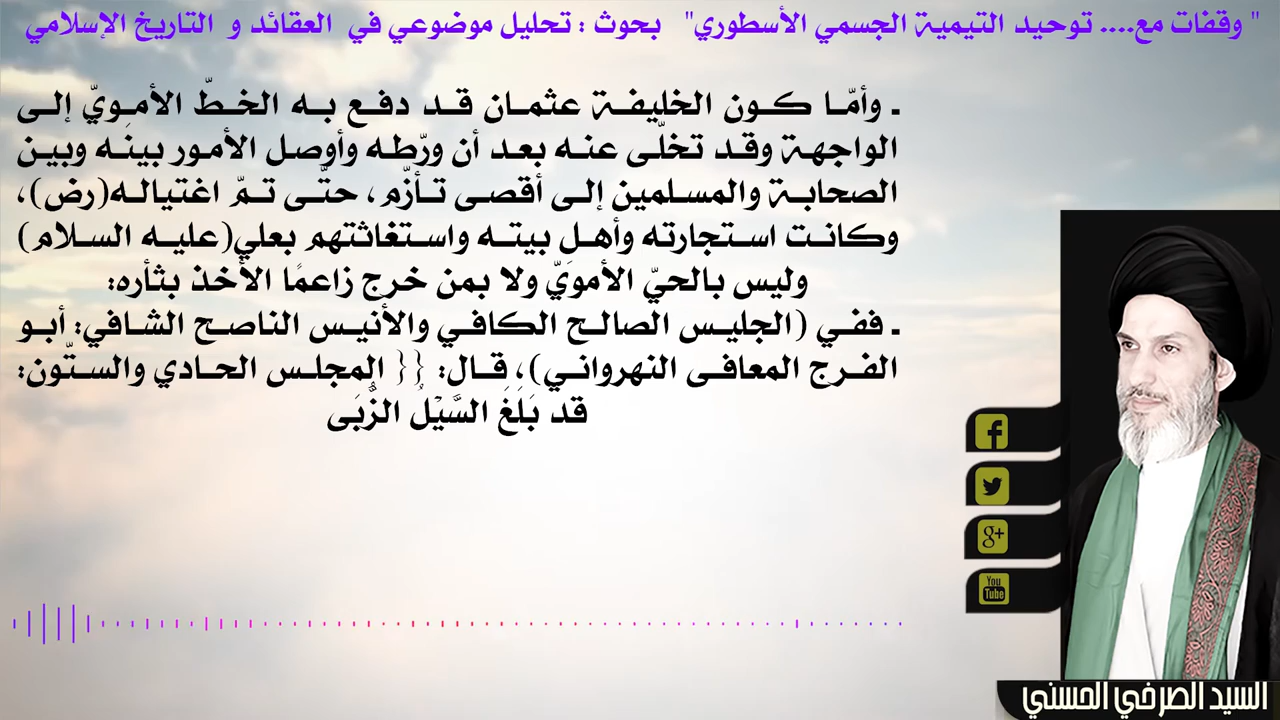 " وقفات مع.... توحيد التيمية الجسمي الأسطوري" بحوث : تحليل موضوعي في العقائد و التاريخ الإسلامي
ـ وأمّا كون الخليفة عثمان قد دفع به الخطّ الأمويّ إلى
الواجهة وقد تخلّى عنه بعد أن ورّطه وأوصل الأمور بينَه وبين
الصحابة والمسلمين إلى أقصى تأزّم، حتّى تمّ اغتياله(رض)،
وكانت استجارته وأهل بيته واستغاثتهم بعلي(عليه السلام)
وليس بالحيّ الأمويّ ولا بمن خرج زاعمًا الأخذ بثأره:
ـ ففي (الجليس الصالح الكافي والأنيس الناصح الشافي: أبو
الفرج المعافى النهرواني)، قال: {{ المجلس الحادي والستّون:
قد بَلَغَ السَّيْلُ الزُّبَى
f
g+
You
Tube
السيد الصرخي الحسني